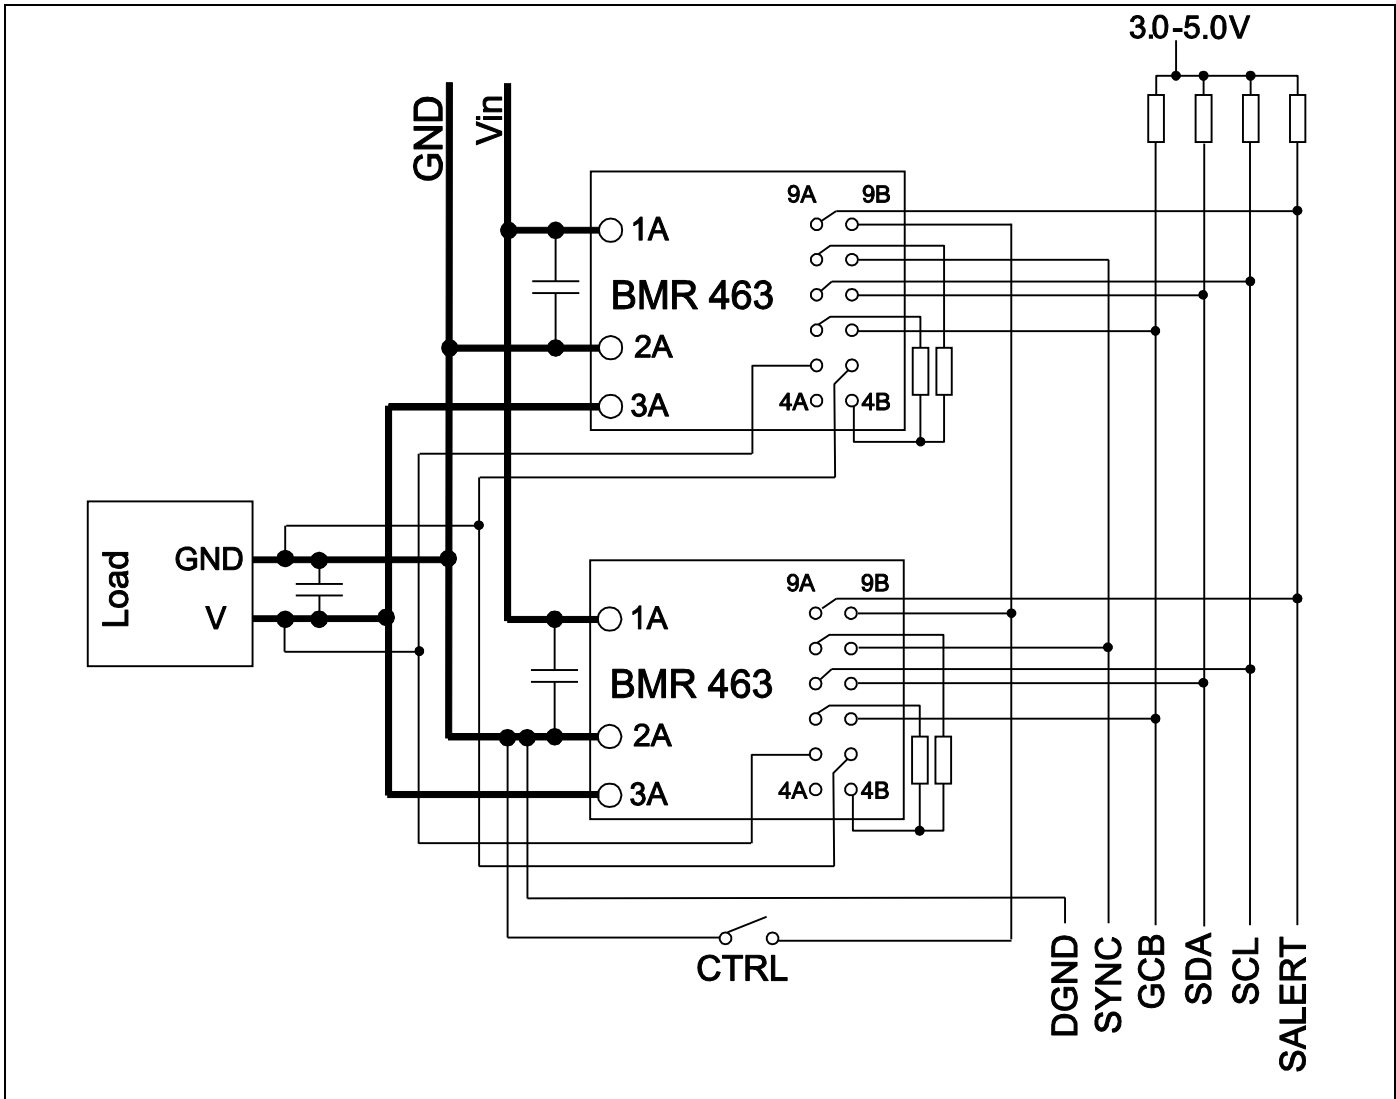 3.0-5.0V
GND
Vin
9A 9B
1A
BMR 463
2A
3A
4A 4B
Load
GND
V
9A 9B
1A
BMR 463
2A
3A
4A 4B
CTRL
DGND
SYNC
GCB
SDA
SCL
SALERT